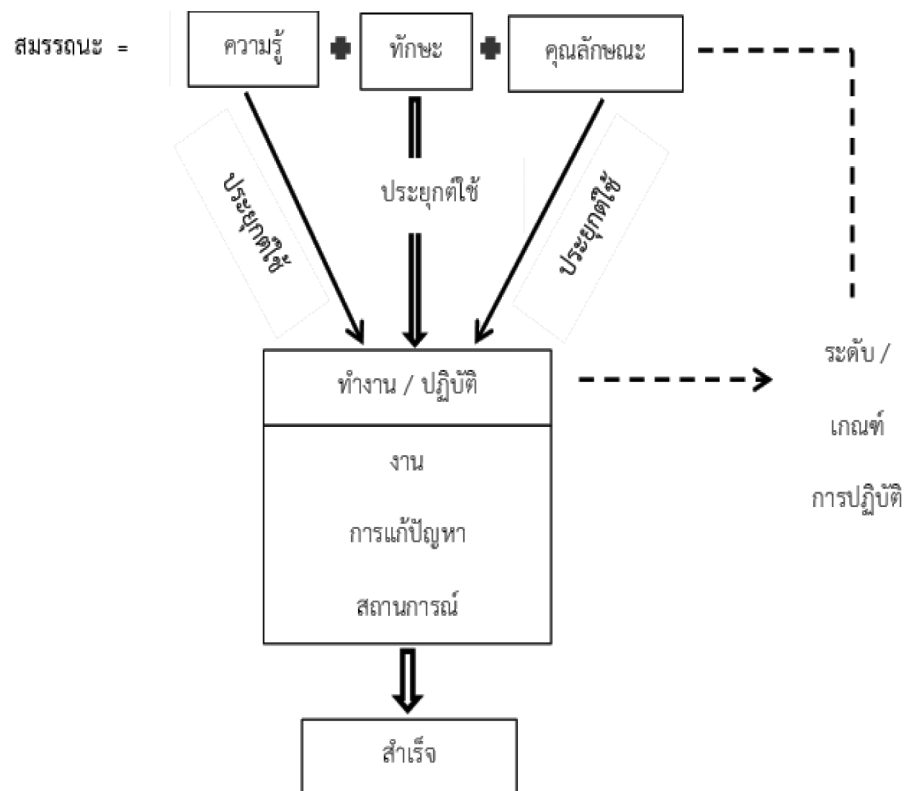 สมรรถนะ = ความรู้ + ทักษะ + คุณลักษณะ
ประยุกต์ใช้
ประยุกต์ใช้
ประยุกต์ใช้
ทำงาน / ปฏิบัติ
งาน
การแก้ปัญหา
สถานการณ์
สำเร็จ
ระดับ /
เกณฑ์
การปฏิบัติ